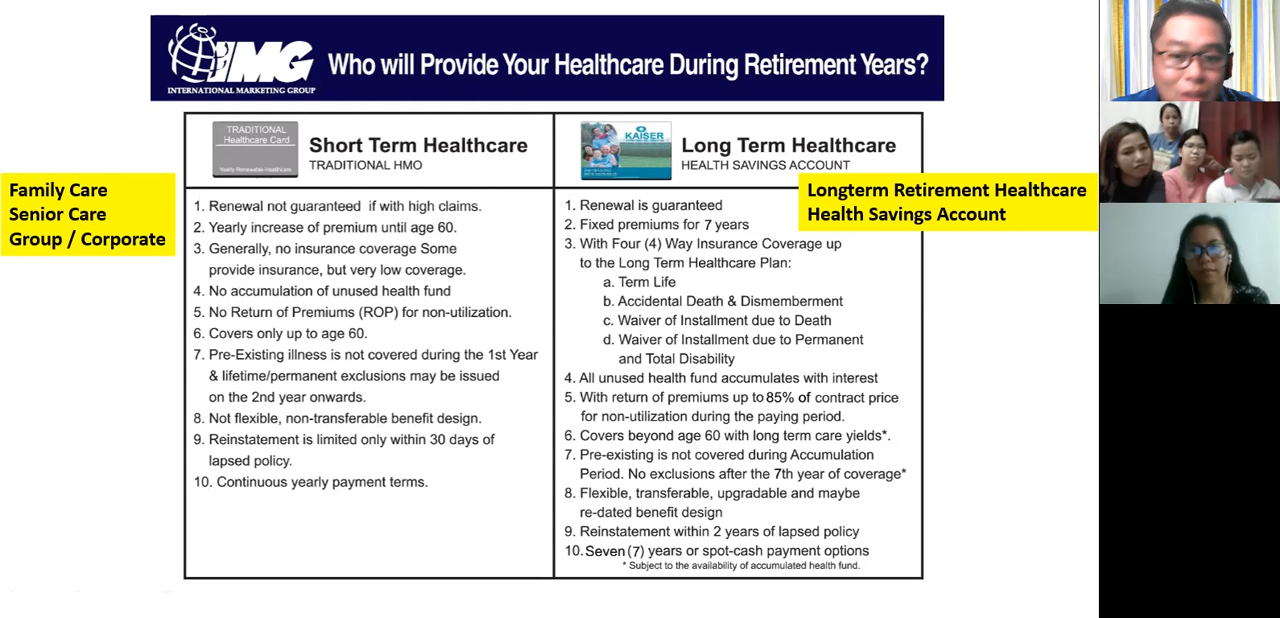 IMG
INTERNATIONAL MARKETING GROUP
Who will Provide Your Healthcare During Retirement Years?
Family Care
Senior Care
Group / Corporate
TRADITIONAL
Healthcare Card
Yearly Renewable Healthcare
Short Term Healthcare
TRADITIONAL HMO
1. Renewal not guaranteed if with high claims.
2. Yearly increase of premium until age 60.
3. Generally, no insurance coverage Some
provide insurance, but very low coverage.
4. No accumulation of unused health fund
5. No Return of Premiums (ROP) for non-utilization.
6. Covers only up to age 60.
7. Pre-Existing illness is not covered during the 1st Year
& lifetime/permanent exclusions may be issued
on the 2nd year onwards.
8. Not flexible, non-transferable benefit design.
9. Reinstatement is limited only within 30 days of
lapsed policy.
10. Continuous yearly payment terms.
KAISER
Long Term Healthcare
HEALTH SAVINGS ACCOUNT
Longterm Retirement Healthcare
Health Savings Account
1. Renewal is guaranteed
2. Fixed premiums for 7 years
3. With Four (4) Way Insurance Coverage up
to the Long Term Healthcare Plan:
a. Term Life
b. Accidental Death & Dismemberment
c. Waiver of Installment due to Death
d. Waiver of Installment due to Permanent
and Total Disability
4. All unused health fund accumulates with interest
5. With return of premiums up to 85% of contract price
for non-utilization during the paying period.
6. Covers beyond age 60 with long term care yields*.
7. Pre-existing is not covered during Accumulation
Period. No exclusions after the 7th year of coverage*
8. Flexible, transferable, upgradable and maybe
re-dated benefit design
9. Reinstatement within 2 years of lapsed policy
10. Seven (7) years or spot-cash payment options
* Subject to the availability of accumulated health fund.